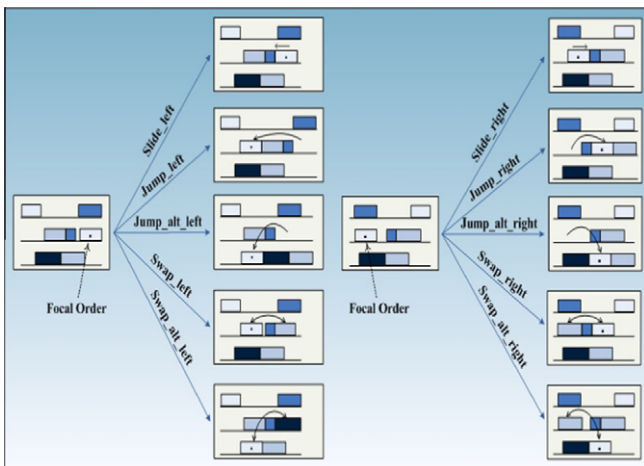 Slide_left
Jump_left
Jump_alt_left
Swap_left
Swap_alt_left
Focal Order
Slide_right
Jump_right
Jump_alt_right
Swap_right
Swap_alt_right
Focal Order